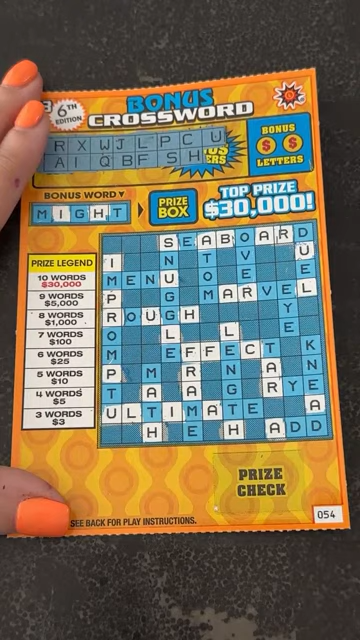 6TH
EDITION
BONUS
CROSSWORD
R X W J L P C U
A I Q B F S H
BONUS
$ $
LETTERS
BONUS WORD
MIGHT
PRIZE
BOX
TOP PRIZE
$30,000!
PRIZE LEGEND
10 WORDS
$30,000
9 WORDS
$5,000
8 WORDS
$1,000
7 WORDS
$100
6 WORDS
$25
5 WORDS
$10
4 WORDS
$5
3 WORDS
$3
SEABOARD
MENU
MARVEL
ROUGH
EFFECT
RYE
ULTIMATE
ADD
PRIZE
CHECK
SEE BACK FOR PLAY INSTRUCTIONS.
054